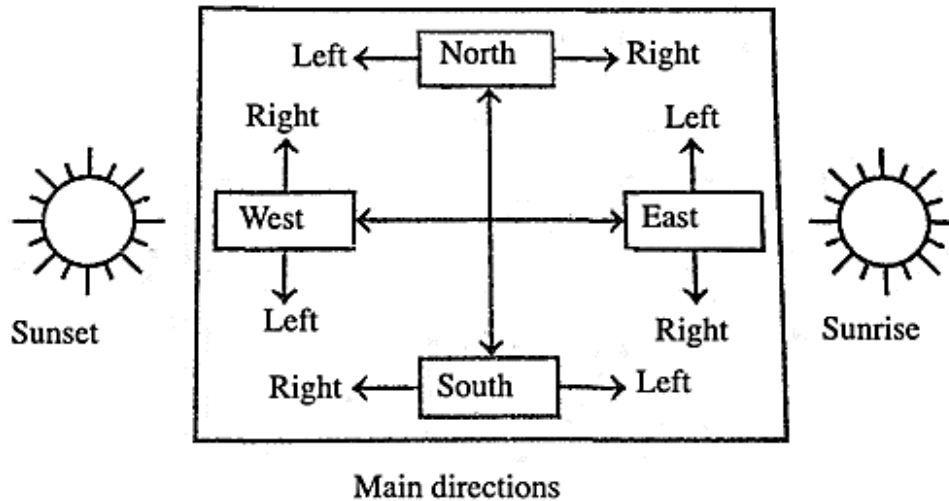 Left North Right
Right Left
West East
Left Right
Sunset Sunrise
Right South Left
Main directions